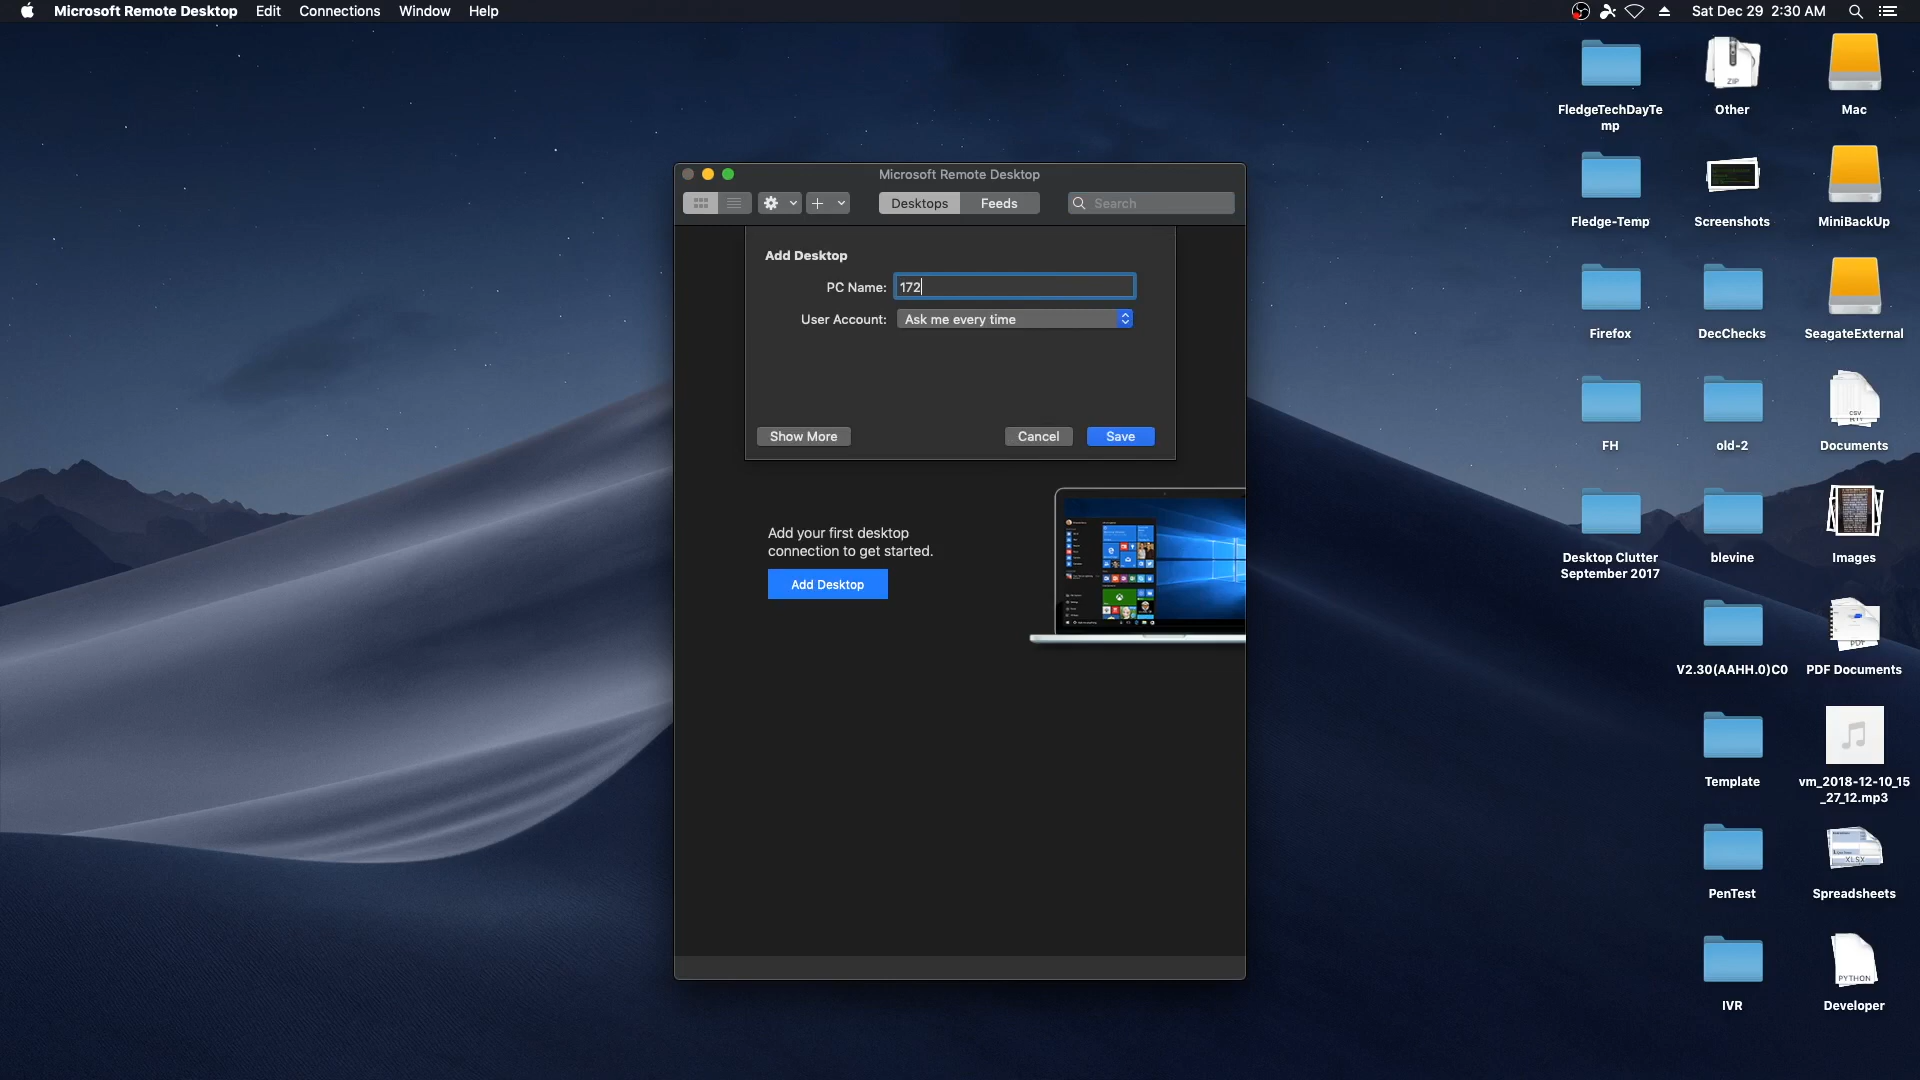 Microsoft Remote Desktop Edit Connections Window Help
Sat Dec 29 2:30 AM
Microsoft Remote Desktop
Desktops Feeds Search
Add Desktop
PC Name: 172
User Account: Ask me every time
Show More Cancel Save
Add your first desktop
connection to get started.
Add Desktop
FledgeTechDayTe
mp
Other
ZIP
Mac
Fledge-Temp
Screenshots
MiniBackUp
Firefox
DecChecks
SeagateExternal
FH
old-2
Documents
Desktop Clutter
September 2017
blevine
Images
V2.30(AAHH.0)C0
PDF Documents
Template
vm_2018-12-10_15
_27_12.mp3
PenTest
XLSX
Spreadsheets
IVR
PYTHON
Developer